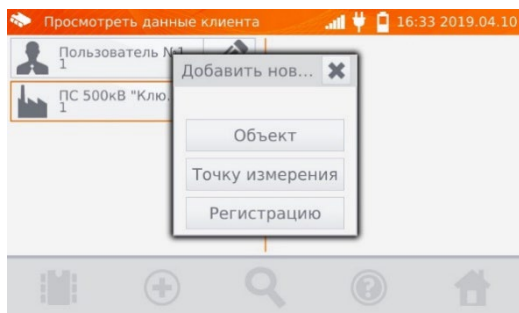 Просмотреть данные клиента 16:33 2019.04.10
Пользователь №1
1
ПС 500кВ "Клю...
1
Добавить нов...
Объект
Точку измерения
Регистрацию